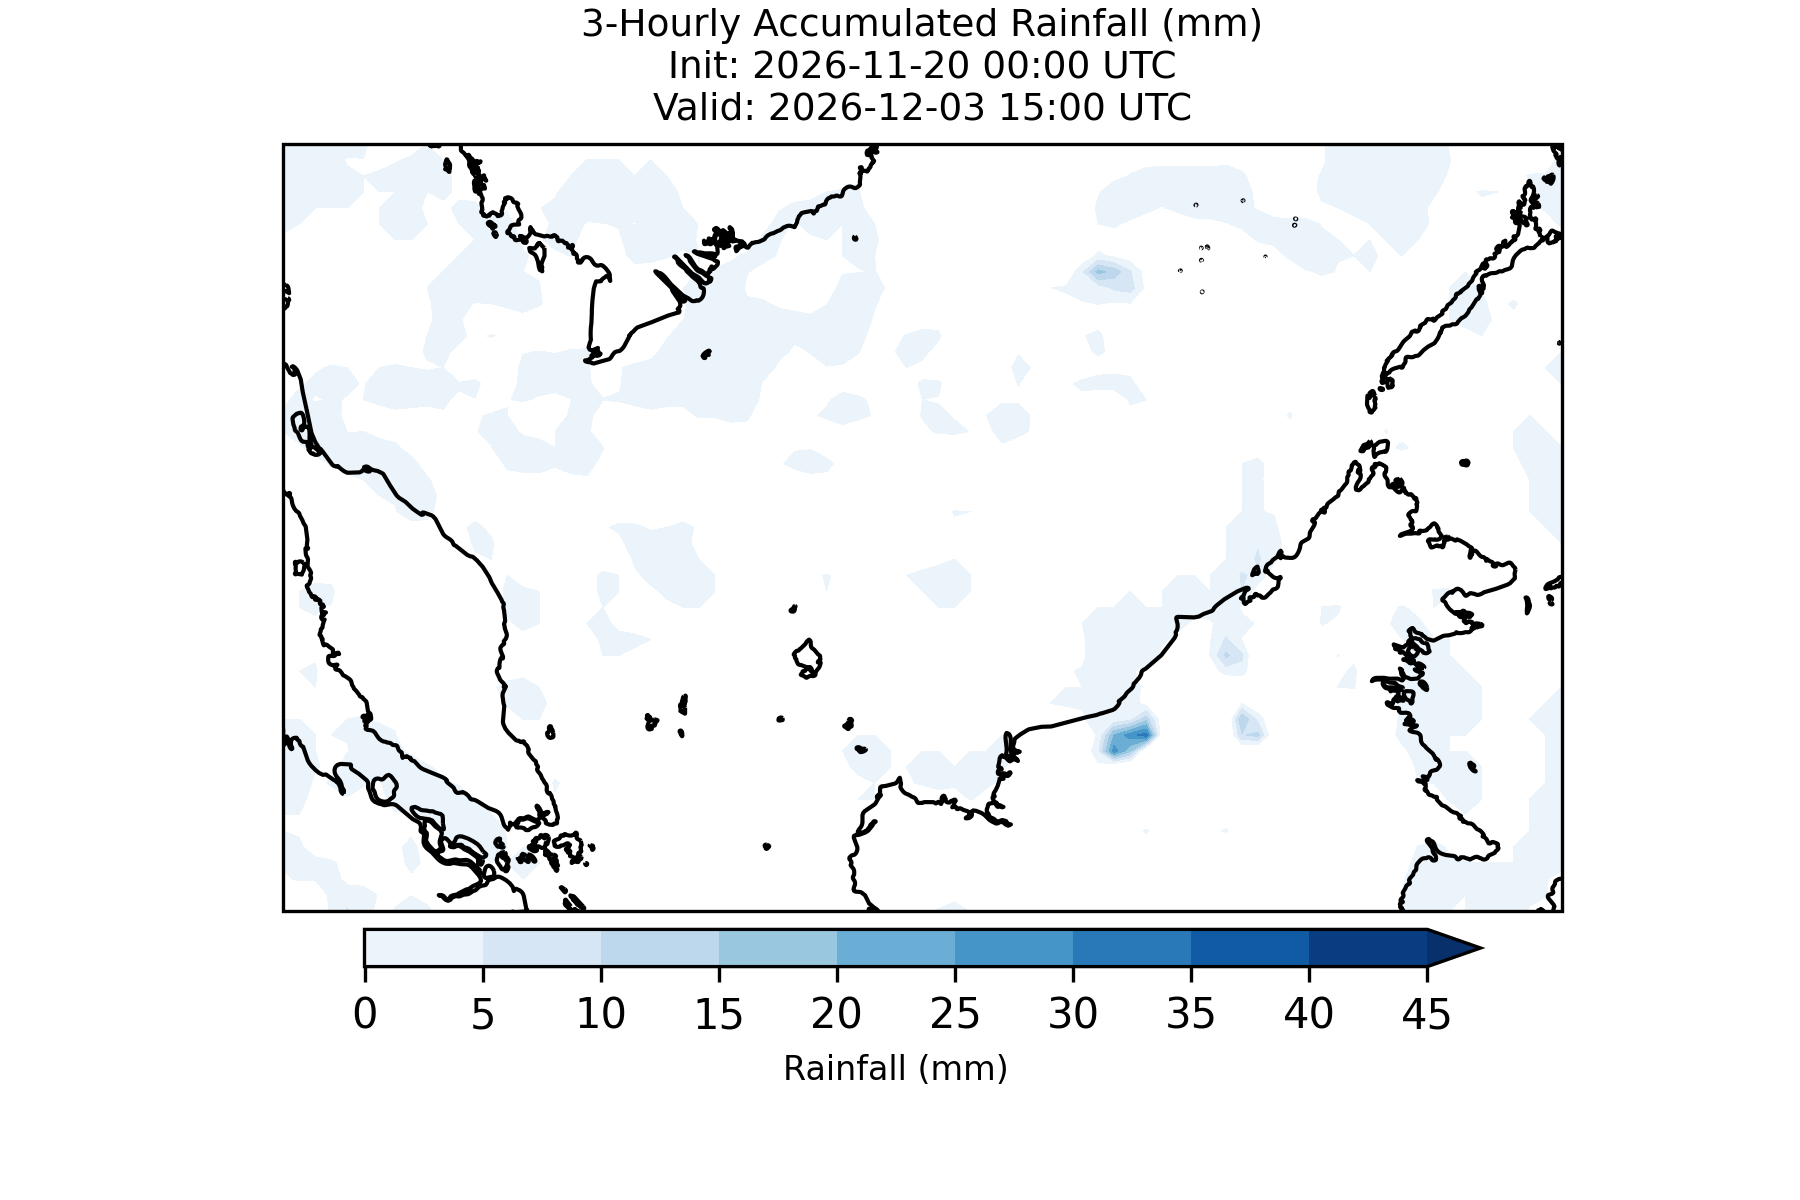 3-Hourly Accumulated Rainfall (mm)
Init: 2026-11-20 00:00 UTC
Valid: 2026-12-03 15:00 UTC
0 5 10 15 20 25 30 35 40 45
Rainfall (mm)